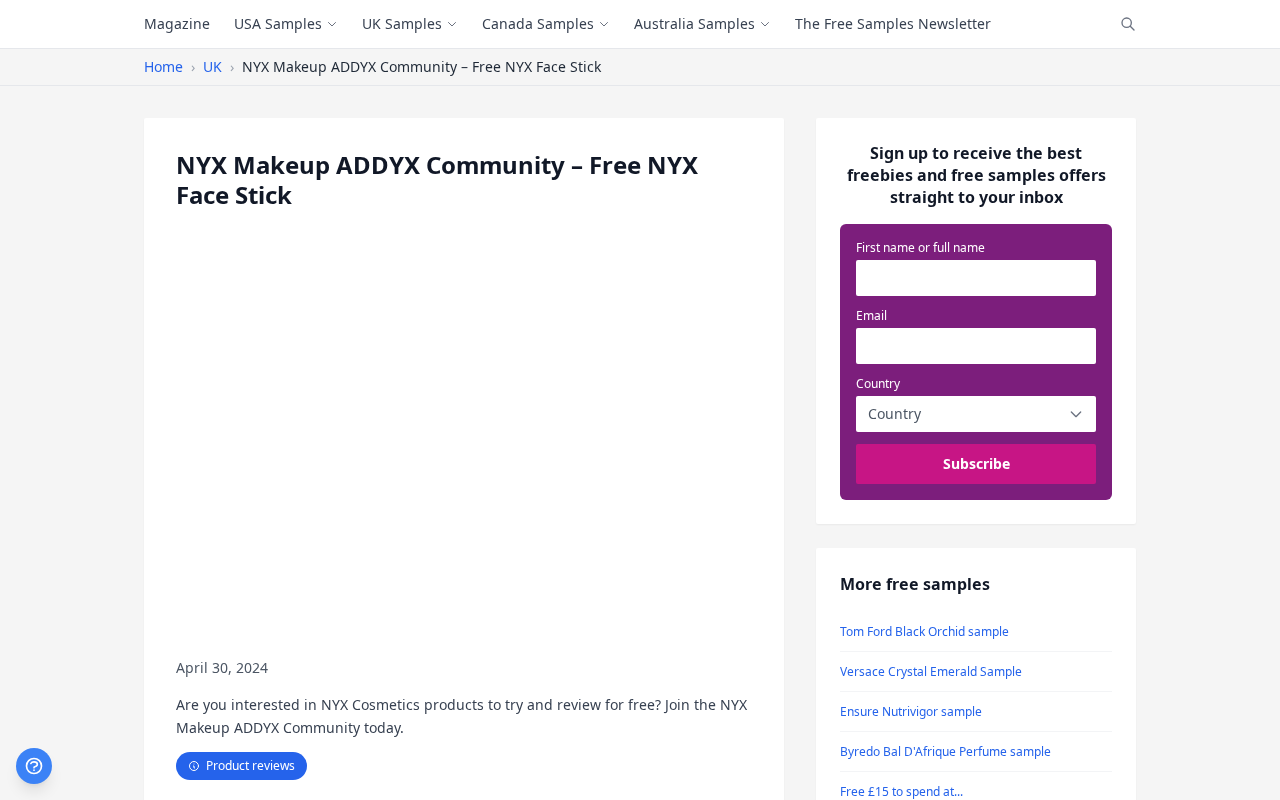 Magazine
USA Samples
UK Samples
Canada Samples
Australia Samples
The Free Samples Newsletter
Home › UK › NYX Makeup ADDYX Community – Free NYX Face Stick
NYX Makeup ADDYX Community – Free NYX
Face Stick
April 30, 2024
Are you interested in NYX Cosmetics products to try and review for free? Join the NYX
Makeup ADDYX Community today.
Product reviews
Sign up to receive the best
freebies and free samples offers
straight to your inbox
First name or full name
Email
Country
Country
Subscribe
More free samples
Tom Ford Black Orchid sample
Versace Crystal Emerald Sample
Ensure Nutrivigor sample
Byredo Bal D'Afrique Perfume sample
Free £15 to spend at...